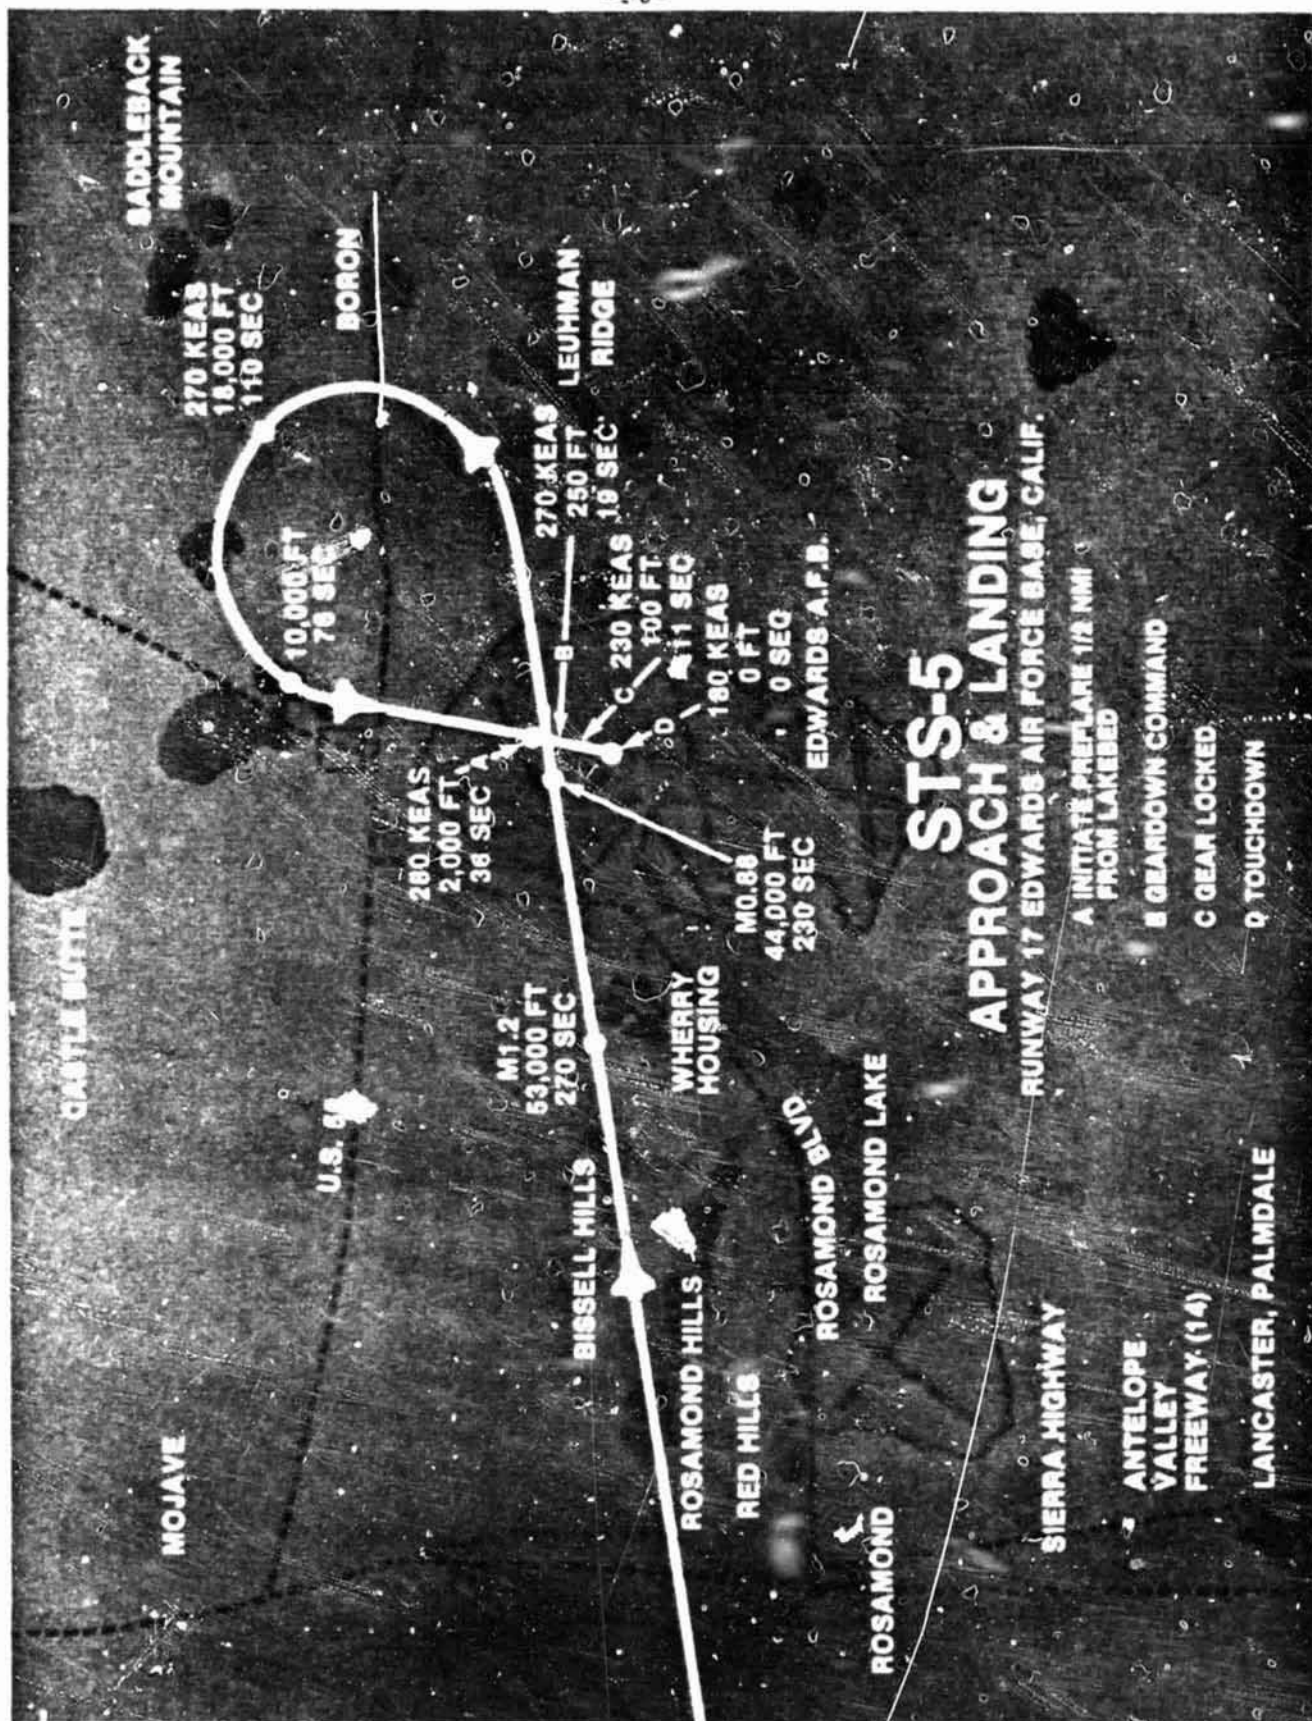 SADDLEBACK
MOUNTAIN
270 KEAS
18,000 FT
110 SEC
BORON
CASTLE BUTTE
10,000 FT
76 SEC
LEUHMAN
RIDGE
MOJAVE
U.S.
280 KEAS
2,000 FT
36 SEC A
B
270 KEAS
250 FT
19 SEC
C 230 KEAS
100 FT
11 SEC
D
180 KEAS
0 FT
0 SEC
EDWARDS A.F.B.
M1.2
53,000 FT
270 SEC
M0.88
44,000 FT
230 SEC
BISSELL HILLS
WHERRY
HOUSING
ROSAMOND HILLS
RED HILLS
ROSAMOND BLVD
ROSAMOND LAKE
ROSAMOND
SIERRA HIGHWAY
ANTELOPE
VALLEY
FREEWAY (14)
LANCASTER, PALMDALE
STS-5
APPROACH & LANDING
RUNWAY 17 EDWARDS AIR FORCE BASE, CALIF.
A INITIATE PREFLARE 1/2 NMI
FROM LAKEBED
B GEARDOWN COMMAND
C GEAR LOCKED
D TOUCHDOWN